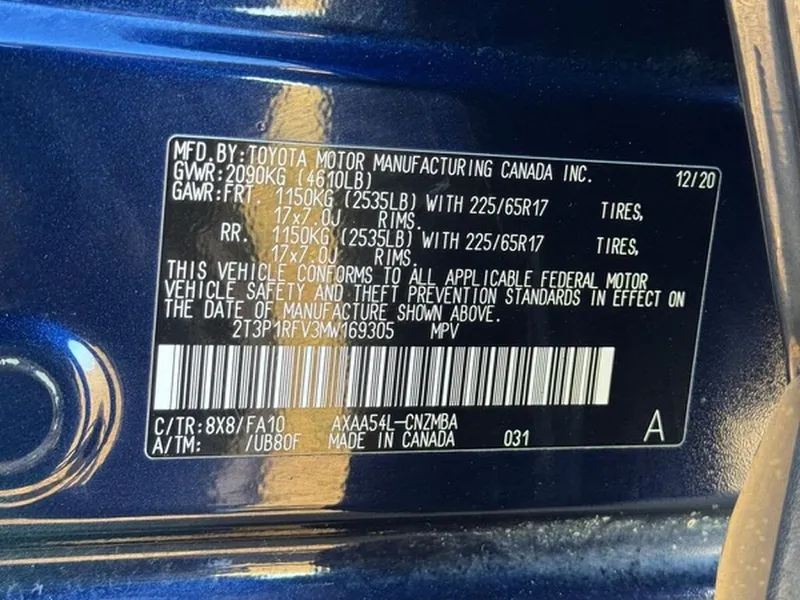 MFD.BY:TOYOTA MOTOR MANUFACTURING CANADA INC. 12/20
GVWR:2090KG (4610LB)
GAWR:FRT. 1150KG (2535LB) WITH 225/65R17 TIRES,
17x7.0J RIMS.
RR. 1150KG (2535LB) WITH 225/65R17 TIRES,
17x7.0J RIMS.
THIS VEHICLE CONFORMS TO ALL APPLICABLE FEDERAL MOTOR
VEHICLE SAFETY AND THEFT PREVENTION STANDARDS IN EFFECT ON
THE DATE OF MANUFACTURE SHOWN ABOVE.
2T3P1RFV3MW169305 MPV
C/TR:8X8/FA10 AXAA54L-CNZMBA
A/TM: /UB80F MADE IN CANADA 031 A